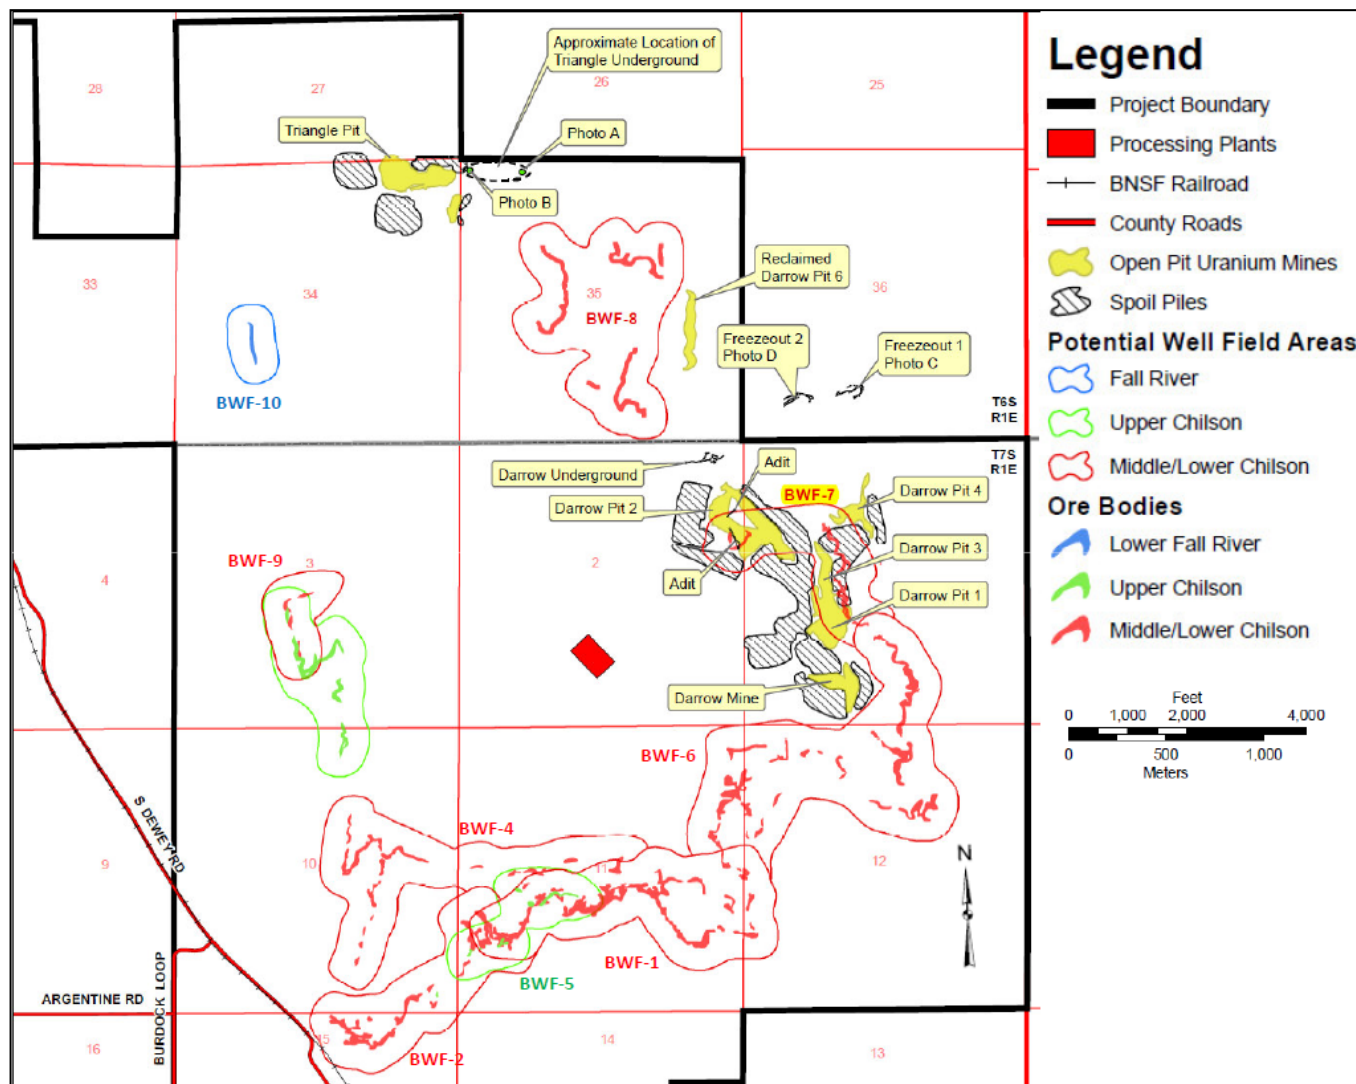 Approximate Location of
Triangle Underground
28
27
26
25
Triangle Pit
Photo A
Photo B
Reclaimed
Darrow Pit 6
33
34
35
36
BWF-8
Freezeout 2
Photo D
Freezeout 1
Photo C
BWF-10
T6S
R1E
T7S
R1E
Darrow Underground
Adit
BWF-7
Darrow Pit 4
Darrow Pit 2
Darrow Pit 3
BWF-9
4
3
2
Adit
Darrow Pit 1
Darrow Mine
BWF-6
S DEWEY RD
BWF-4
9
10
11
12
N
BWF-1
BWF-5
ARGENTINE RD
BURDOCK LOOP
16
15
14
13
BWF-2
Legend
Project Boundary
Processing Plants
BNSF Railroad
County Roads
Open Pit Uranium Mines
Spoil Piles
Potential Well Field Areas
Fall River
Upper Chilson
Middle/Lower Chilson
Ore Bodies
Lower Fall River
Upper Chilson
Middle/Lower Chilson
Feet
0 1,000 2,000 4,000
0 500 1,000
Meters